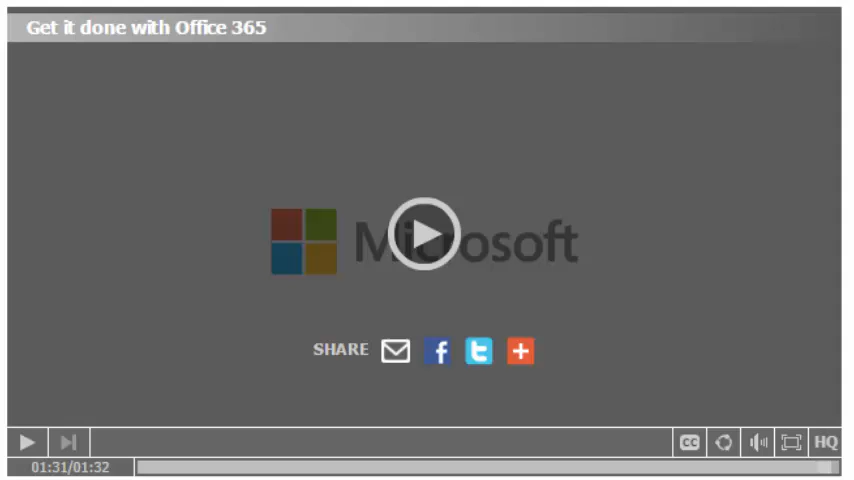 Get it done with Office 365
Microsoft
SHARE
CC
HQ
01:31/01:32